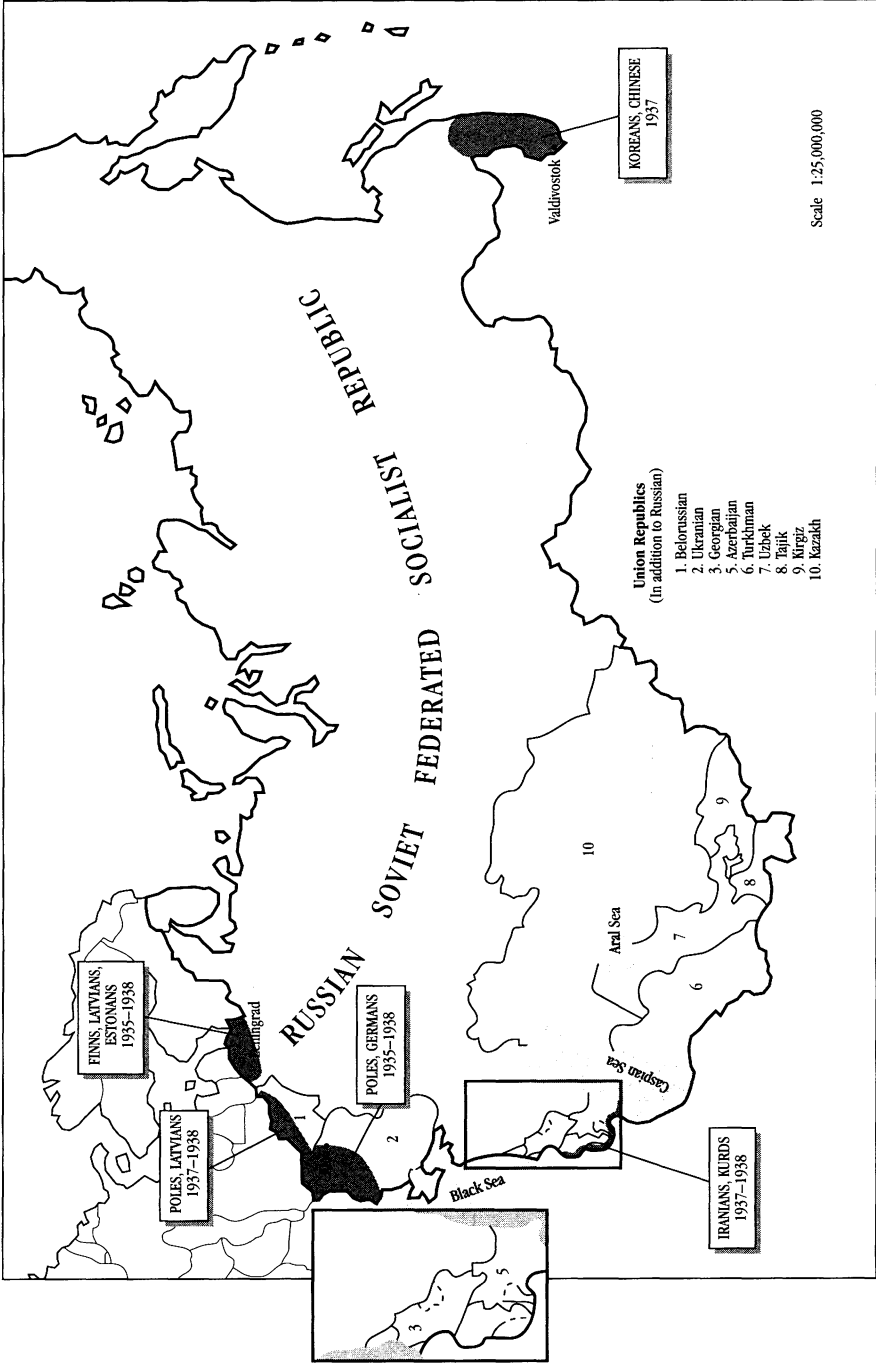 FINNS, LATVIANS,
ESTONANS
1935–1938
POLES, LATVIANS
1937–1938
POLES, GERMANS
1935–1938
KOREANS, CHINESE
1937
IRANIANS, KURDS
1937–1938
RUSSIAN SOVIET FEDERATED SOCIALIST REPUBLIC
Valdivostok
Black Sea
Caspian Sea
Aral Sea
1
2
3
5
6
7
8
9
10
Union Republics
(In addition to Russian)
1. Belorussian
2. Ukranian
3. Georgian
5. Azerbaijan
6. Turkhman
7. Uzbek
8. Tajik
9. Kirgiz
10. Kazakh
Scale 1:25,000,000